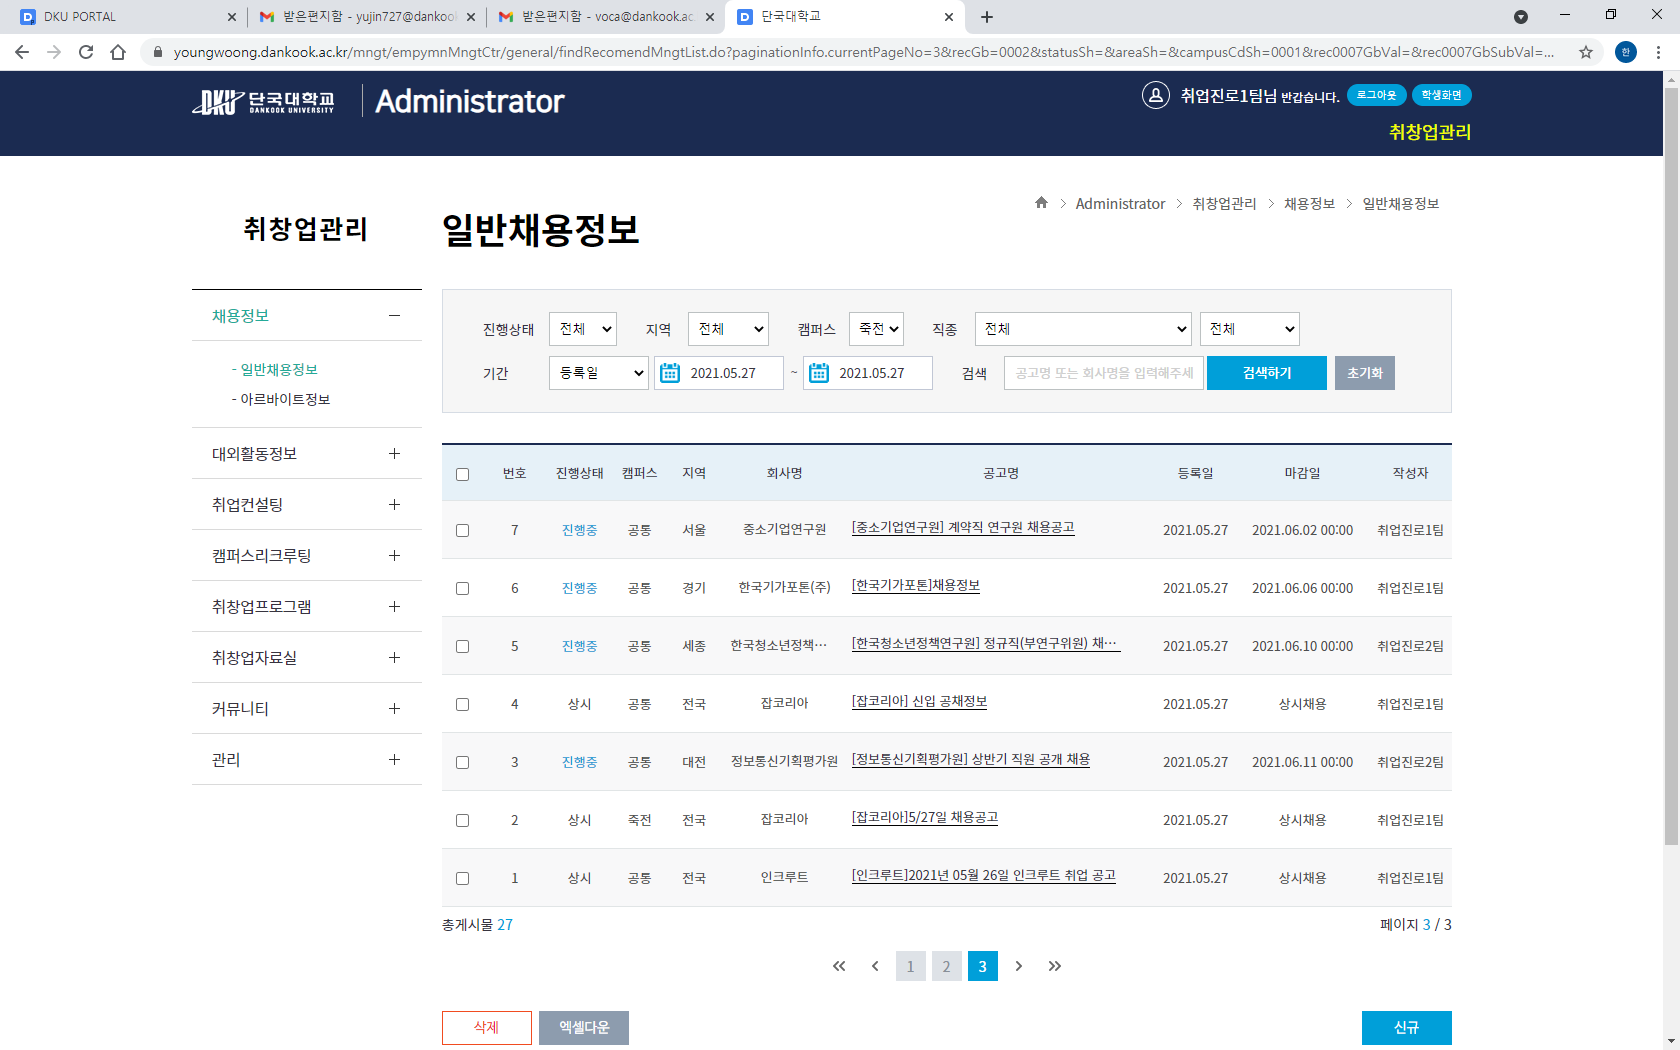 DKU PORTAL
받은편지함 - yujin727@dankook
받은편지함 - voca@dankook.ac.
단국대학교
youngwoong.dankook.ac.kr/mngt/empymnMngtCtr/general/findRecomendMngtList.do?paginationInfo.currentPageNo=3&recGb=0002&statusSh=&areaSh=&campusCdSh=0001&rec0007GbVal=&rec0007GbSubVal=...
한
DKU 단국대학교 DANKOOK UNIVERSITY
Administrator
취업진로1팀님 반갑습니다. 로그아웃 학생화면
취창업관리
Administrator > 취창업관리 > 채용정보 > 일반채용정보
취창업관리
채용정보
- 일반채용정보
- 아르바이트정보
대외활동정보
취업컨설팅
캠퍼스리크루팅
취창업프로그램
취창업자료실
커뮤니티
관리
일반채용정보
진행상태 전체 지역 전체 캠퍼스 죽전 직종 전체 전체
기간 등록일 2021.05.27 ~ 2021.05.27 검색 공고명 또는 회사명을 입력해주세 검색하기 초기화
번호 진행상태 캠퍼스 지역 회사명 공고명 등록일 마감일 작성자
7 진행중 공통 서울 중소기업연구원 [중소기업연구원] 계약직 연구원 채용공고 2021.05.27 2021.06.02 00:00 취업진로1팀
6 진행중 공통 경기 한국기가포톤(주) [한국기가포톤]채용정보 2021.05.27 2021.06.06 00:00 취업진로1팀
5 진행중 공통 세종 한국청소년정책… [한국청소년정책연구원] 정규직(부연구위원) 채… 2021.05.27 2021.06.10 00:00 취업진로2팀
4 상시 공통 전국 잡코리아 [잡코리아] 신입 공채정보 2021.05.27 상시채용 취업진로1팀
3 진행중 공통 대전 정보통신기획평가원 [정보통신기획평가원] 상반기 직원 공개 채용 2021.05.27 2021.06.11 00:00 취업진로2팀
2 상시 죽전 전국 잡코리아 [잡코리아]5/27일 채용공고 2021.05.27 상시채용 취업진로1팀
1 상시 공통 전국 인크루트 [인크루트]2021년 05월 26일 인크루트 취업 공고 2021.05.27 상시채용 취업진로1팀
총게시물 27
페이지 3 / 3
1 2 3
삭제 엑셀다운 신규